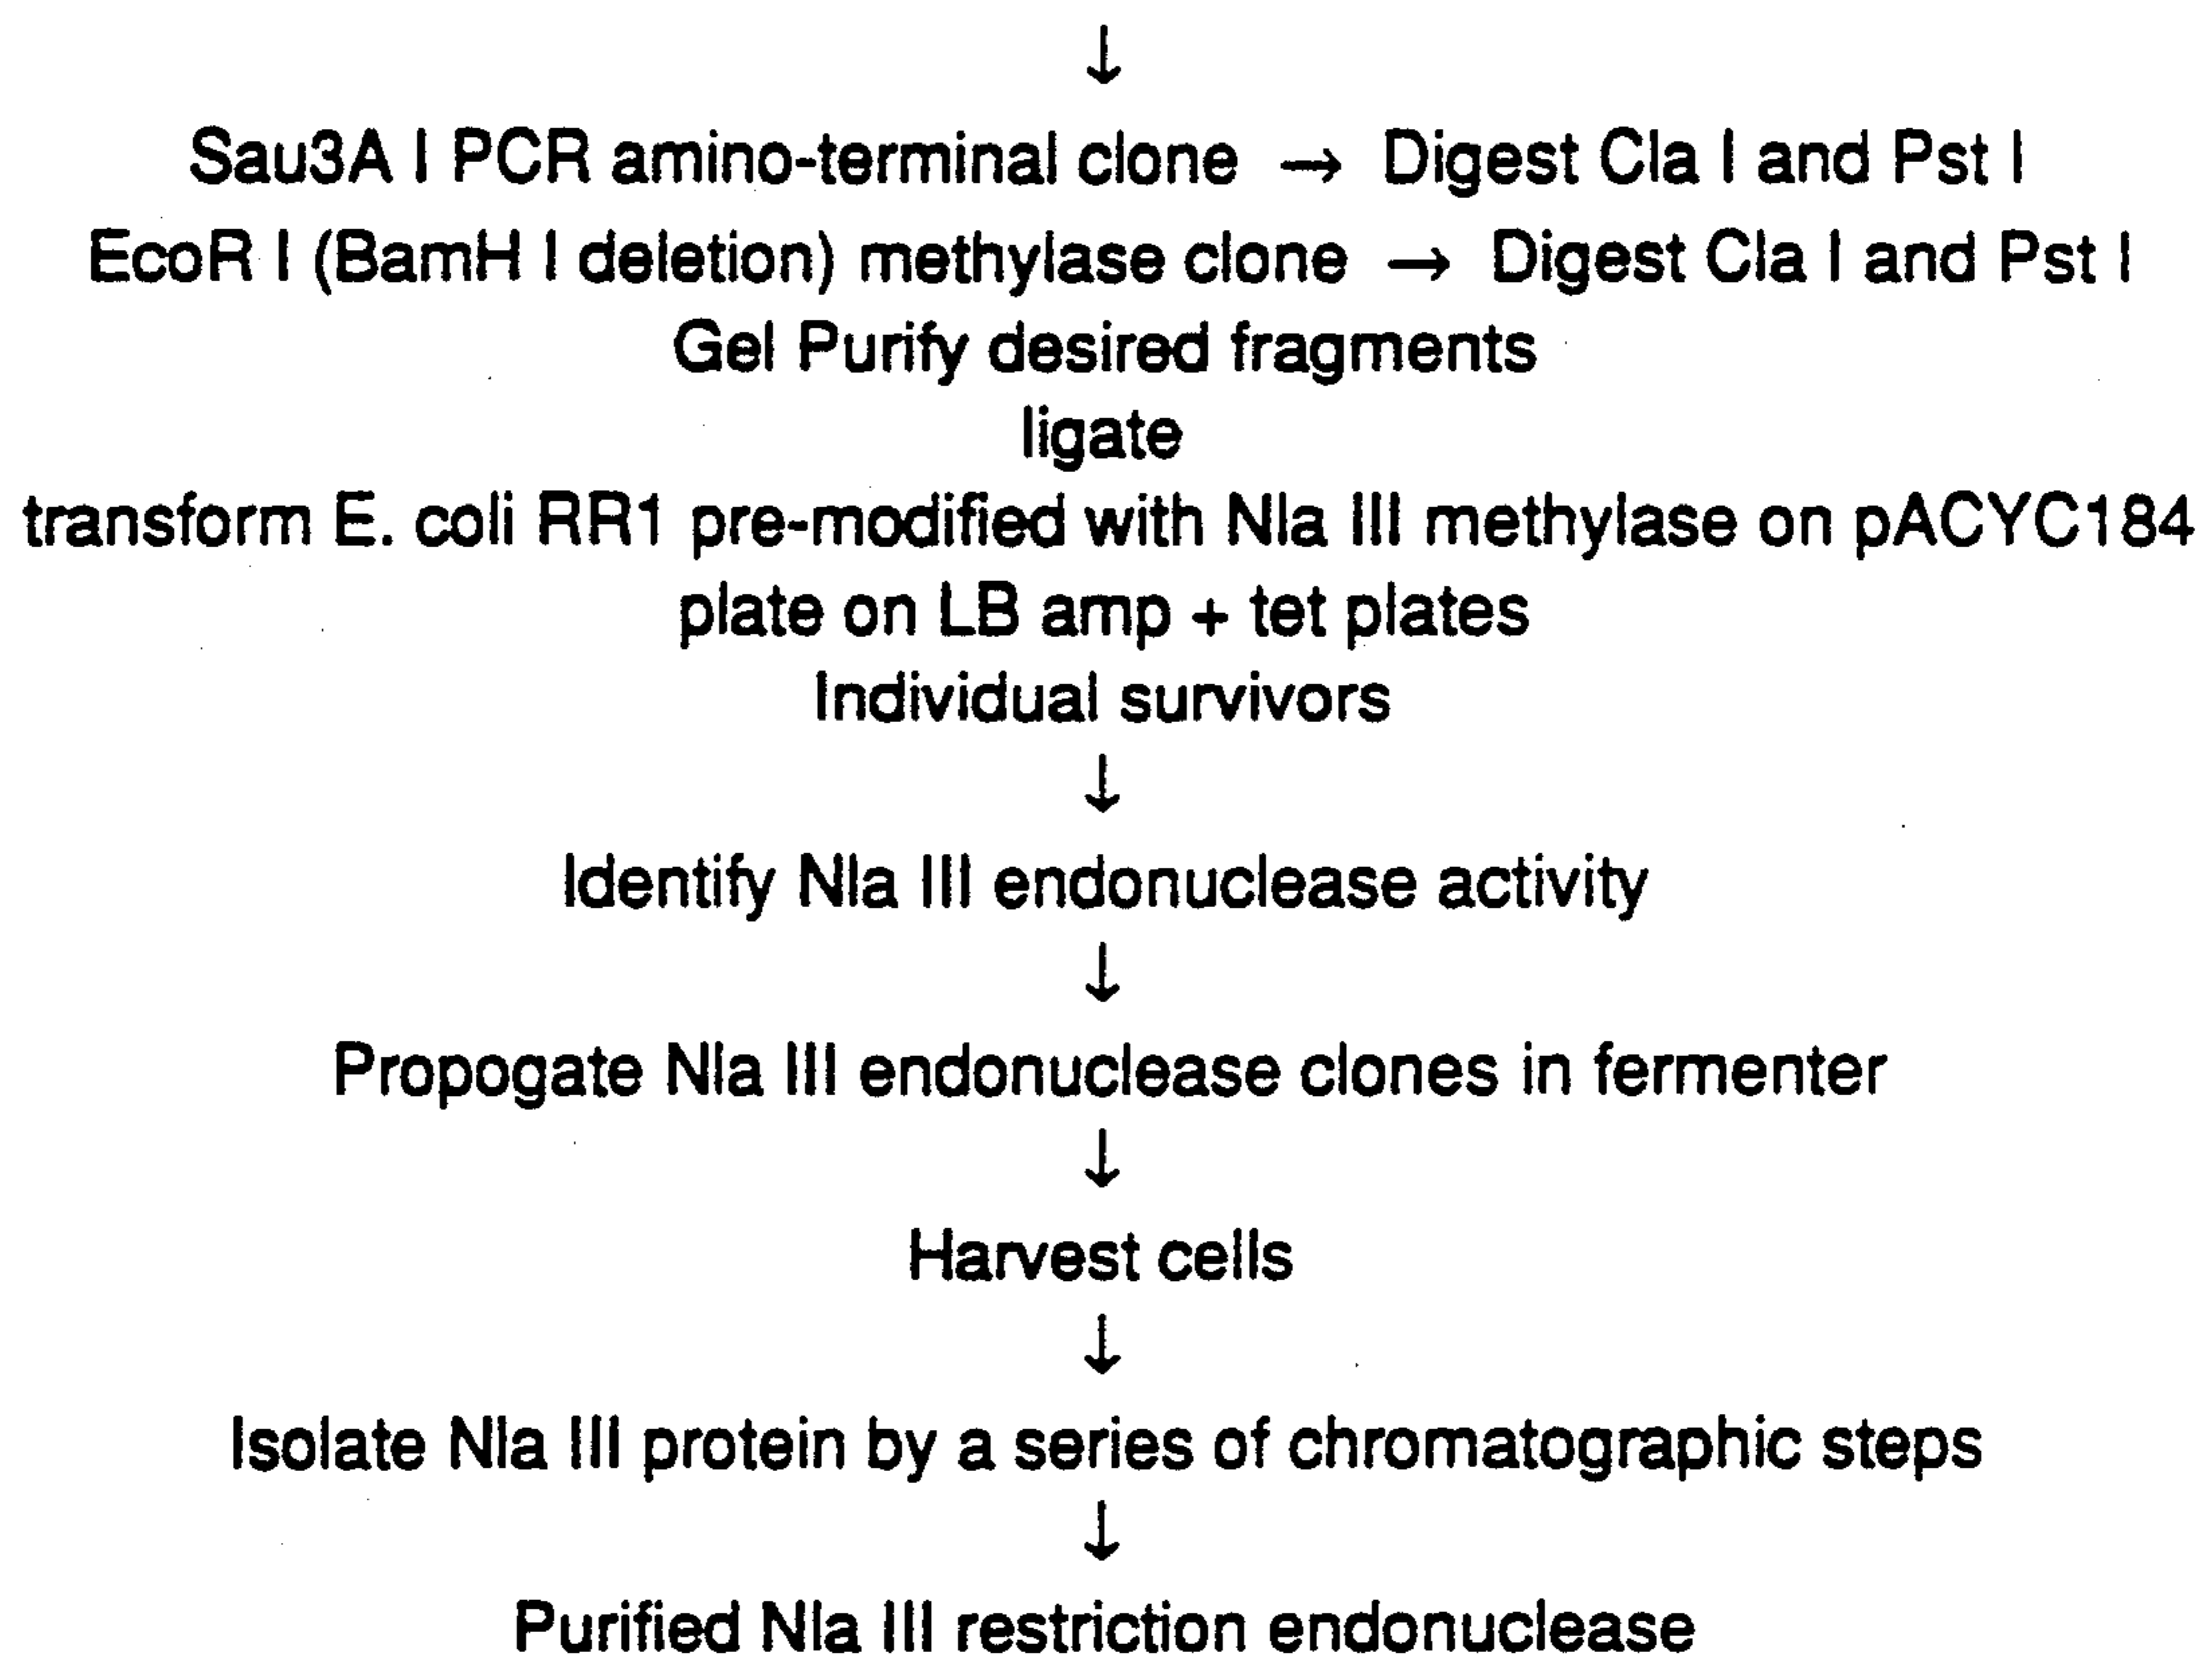 ↓
Sau3A I PCR amino-terminal clone → Digest Cla I and Pst I
EcoR I (BamH I deletion) methylase clone → Digest Cla I and Pst I
Gel Purify desired fragments
ligate
transform E. coli RR1 pre-modified with Nla III methylase on pACYC184
plate on LB amp + tet plates
Individual survivors
↓
Identify Nla III endonuclease activity
↓
Propogate Nla III endonuclease clones in fermenter
↓
Harvest cells
↓
Isolate Nla III protein by a series of chromatographic steps
↓
Purified Nla III restriction endonuclease